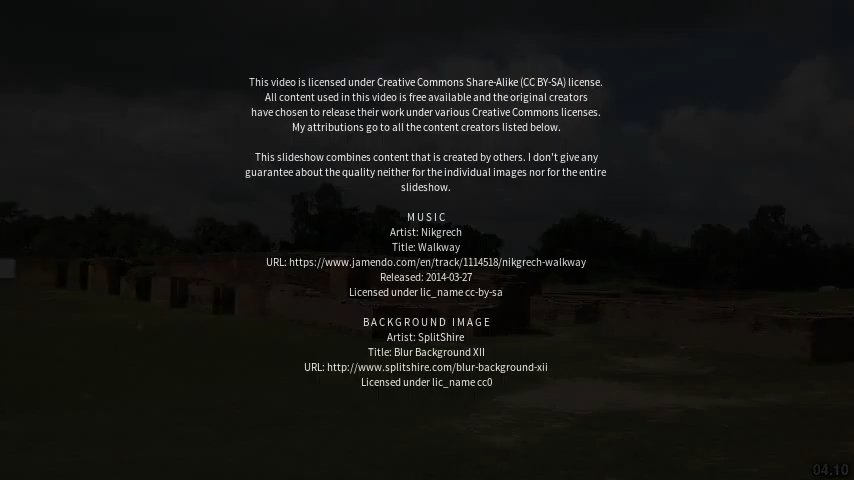 This video is licensed under Creative Commons Share-Alike (CC BY-SA) license.
All content used in this video is free available and the original creators
have chosen to release their work under various Creative Commons licenses.
My attributions go to all the content creators listed below.
This slideshow combines content that is created by others. I don't give any
guarantee about the quality neither for the individual images nor for the entire
slideshow.
MUSIC
Artist: Nikgrech
Title: Walkway
URL: https://www.jamendo.com/en/track/1114518/nikgrech-walkway
Released: 2014-03-27
Licensed under lic_name cc-by-sa
BACKGROUND IMAGE
Artist: SplitShire
Title: Blur Background XII
URL: http://www.splitshire.com/blur-background-xii
Licensed under lic_name cc0
04.10